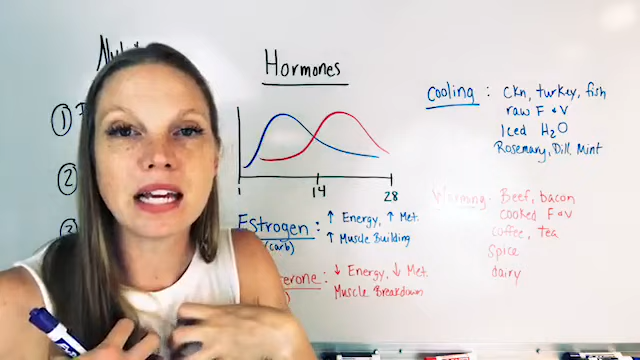 ①
②
Hormones
1
14
28
Estrogen : ↑ Energy, ↑ Met.
(carb) ↑ Muscle Building
erone : ↓ Energy, ↓ Met.
Muscle Breakdown
Cooling : Ckn, turkey, fish
raw F & V
Iced H₂O
Rosemary, Dill, Mint
Warming : Beef, bacon
cooked F & V
coffee, Tea
Spice
dairy